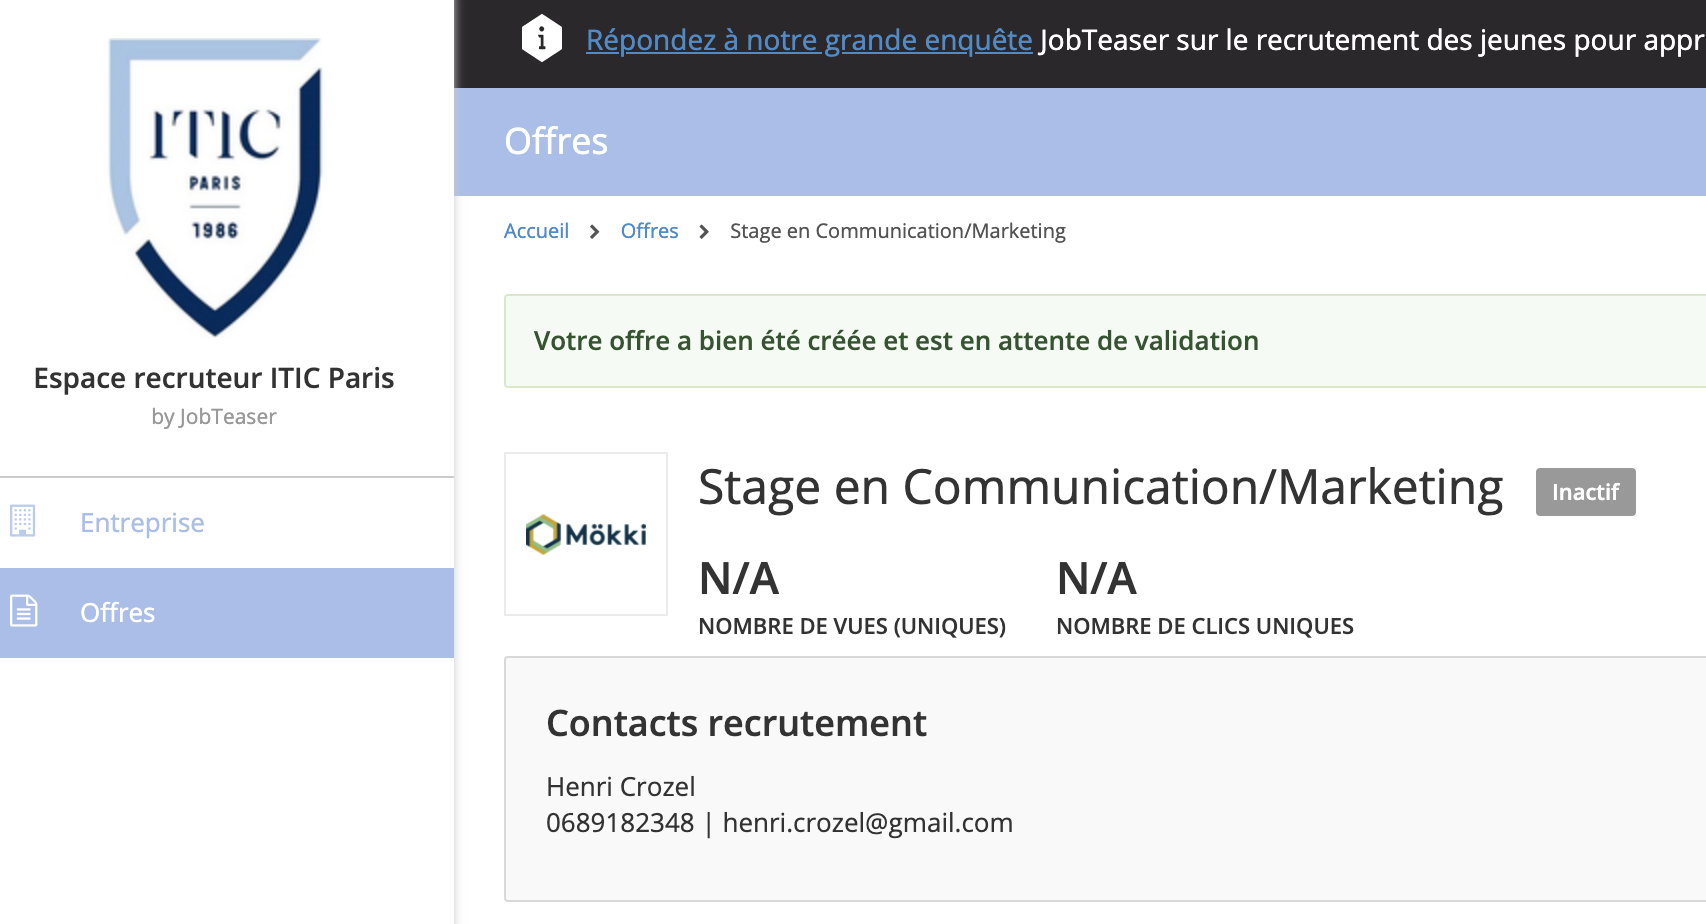 ITIC
PARIS
1986
Espace recruteur ITIC Paris
by JobTeaser
Entreprise
Offres
Répondez à notre grande enquête JobTeaser sur le recrutement des jeunes pour appr
Offres
Accueil > Offres > Stage en Communication/Marketing
Votre offre a bien été créée et est en attente de validation
Mökki
Stage en Communication/Marketing Inactif
N/A N/A
NOMBRE DE VUES (UNIQUES) NOMBRE DE CLICS UNIQUES
Contacts recrutement
Henri Crozel
0689182348 | henri.crozel@gmail.com